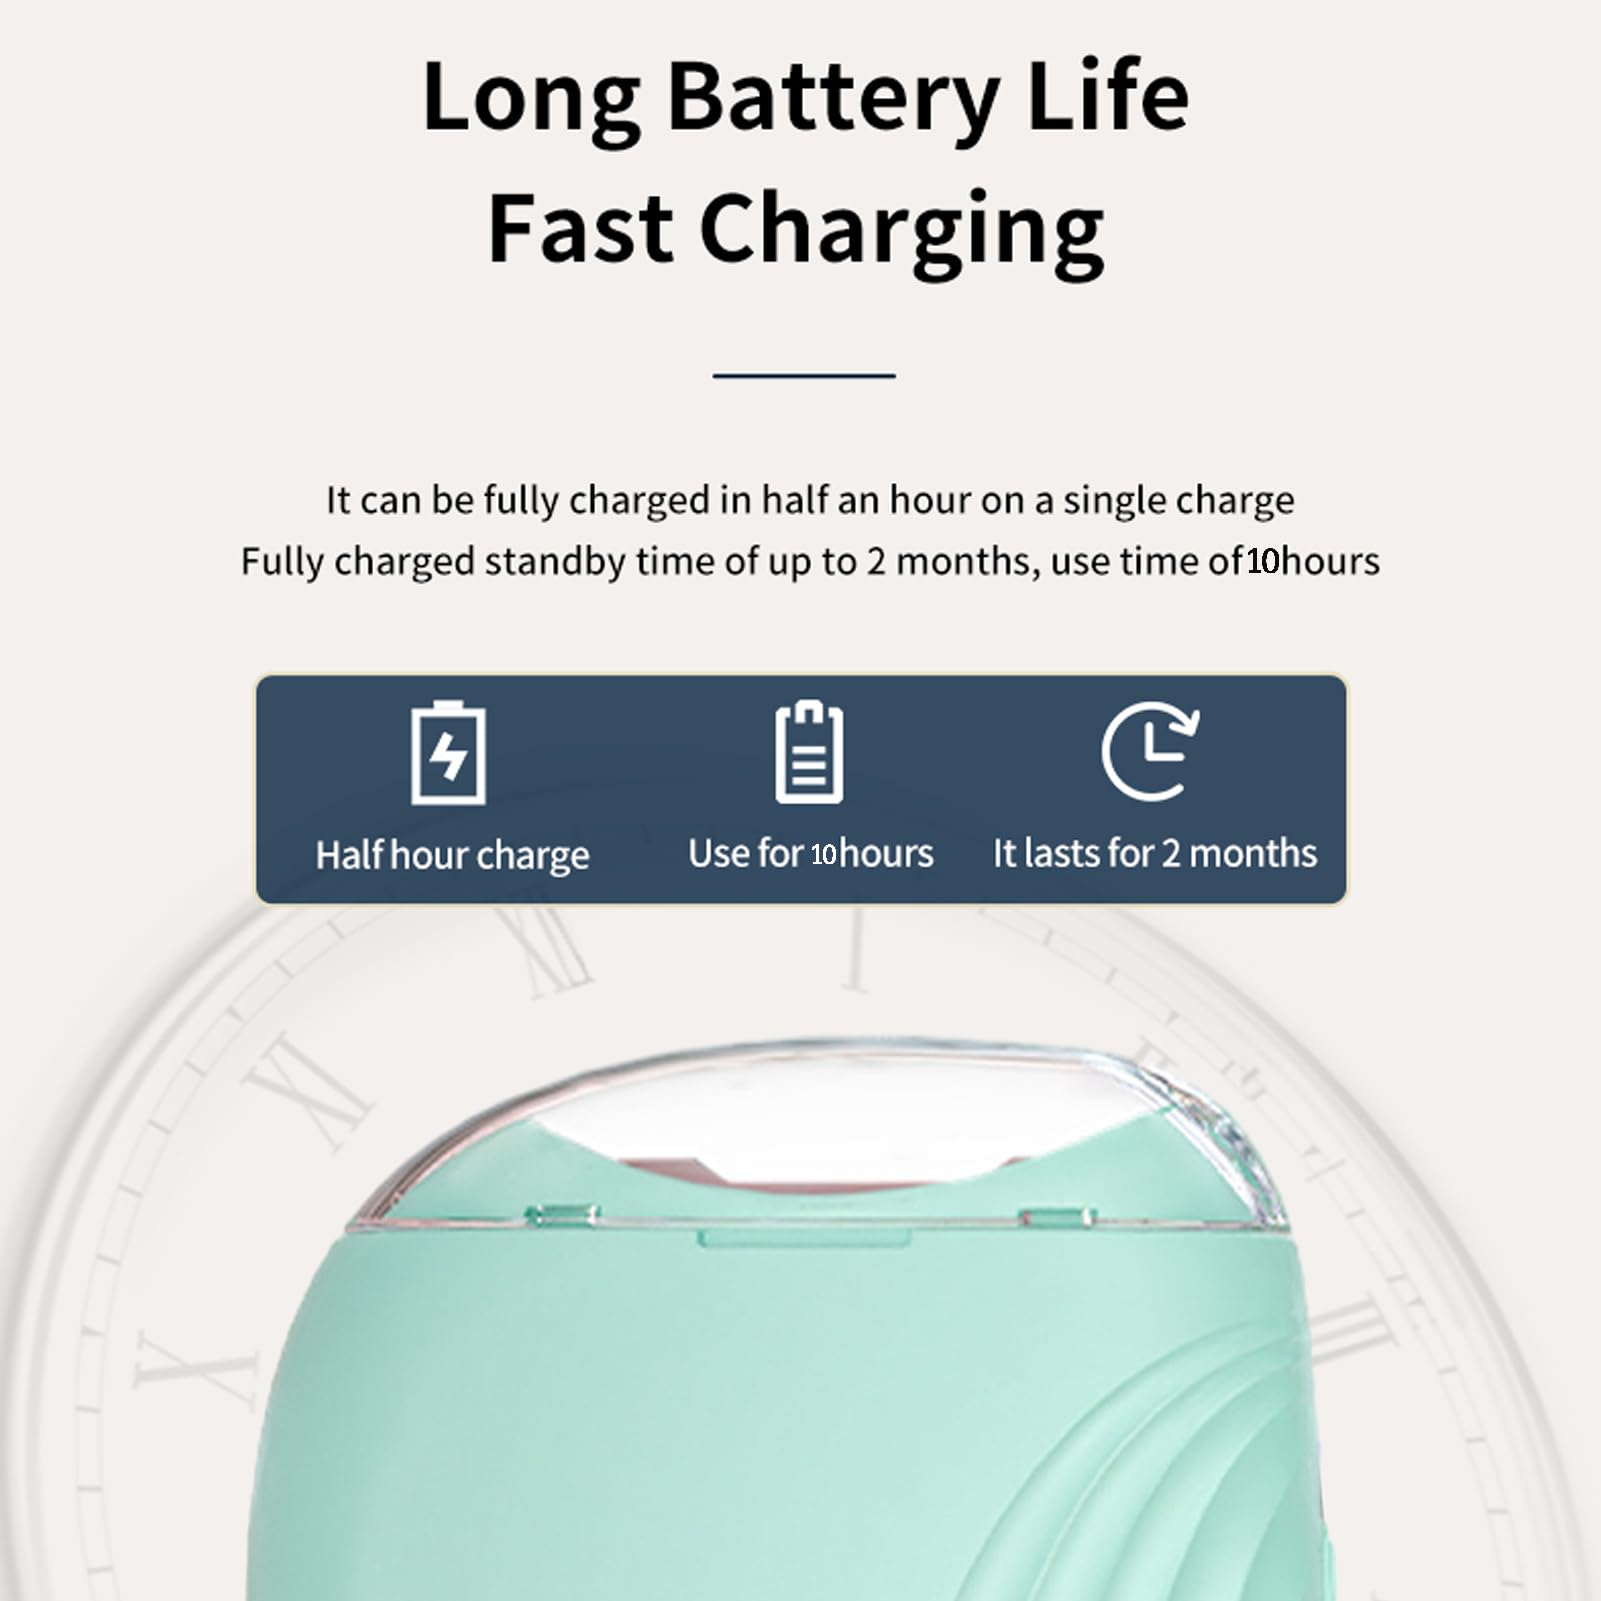 Long Battery Life
Fast Charging
It can be fully charged in half an hour on a single charge
Fully charged standby time of up to 2 months, use time of10hours
Half hour charge
Use for 10hours
It lasts for 2 months
XII
I
XI
II
III
X